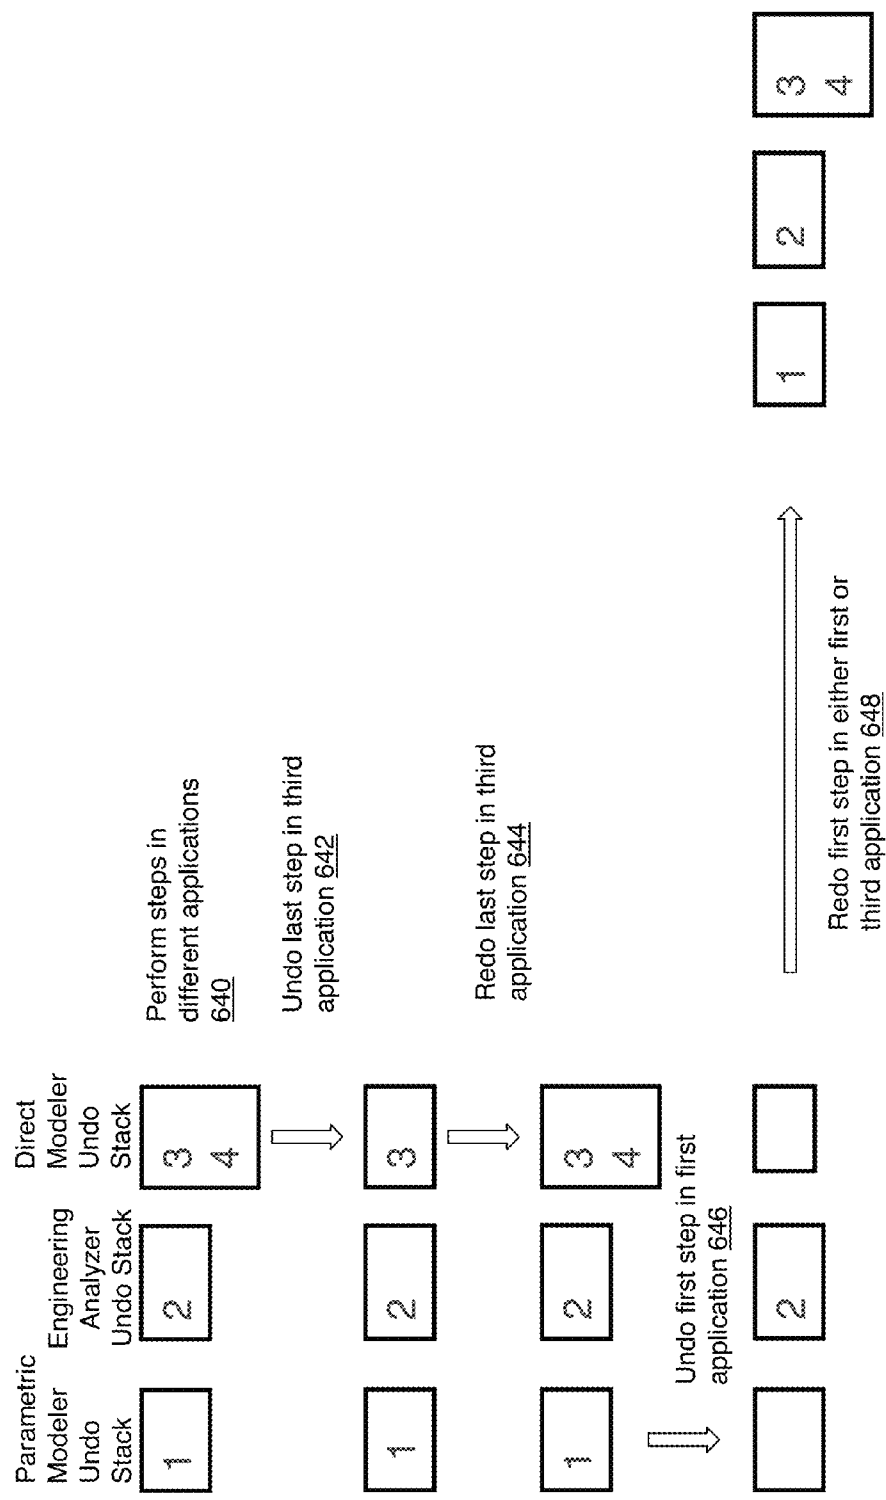 Parametric
Modeler
Undo
Stack
Engineering
Analyzer
Undo Stack
Direct
Modeler
Undo
Stack
1
2
3
4
Perform steps in
different applications
640
Undo last step in third
application 642
1
2
3
Redo last step in third
application 644
1
2
3
4
Undo first step in first
application 646
2
Redo first step in either first or
third application 648
1
2
3
4